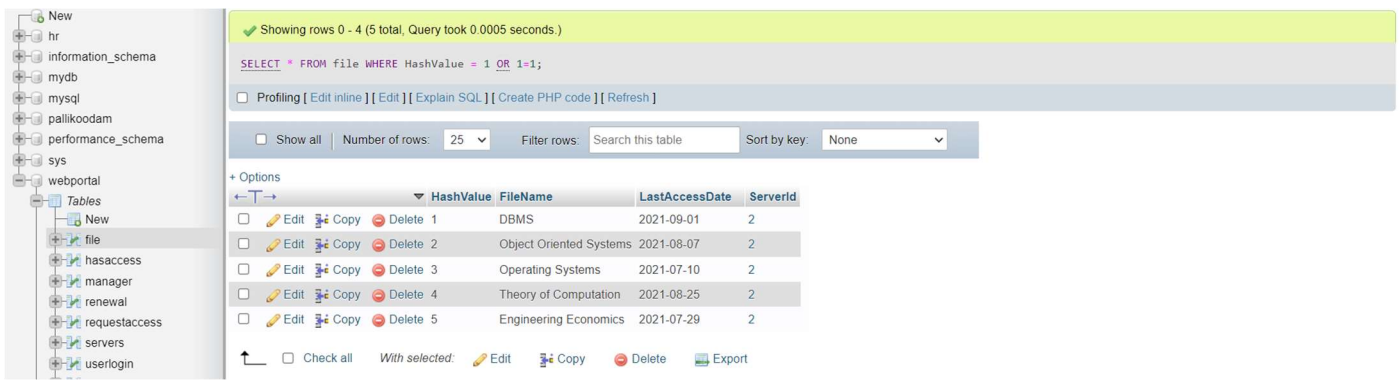 New
hr
information_schema
mydb
mysql
pallikoodam
performance_schema
sys
webportal
Tables
New
file
hasaccess
manager
renewal
requestaccess
servers
userlogin
Showing rows 0 - 4 (5 total, Query took 0.0005 seconds.)
SELECT * FROM file WHERE HashValue = 1 OR 1=1;
Profiling [ Edit inline ] [ Edit ] [ Explain SQL ] [ Create PHP code ] [ Refresh ]
Show all | Number of rows: 25 Filter rows: Search this table Sort by key: None
+ Options
←T→ HashValue FileName LastAccessDate ServerId
Edit Copy Delete 1 DBMS 2021-09-01 2
Edit Copy Delete 2 Object Oriented Systems 2021-08-07 2
Edit Copy Delete 3 Operating Systems 2021-07-10 2
Edit Copy Delete 4 Theory of Computation 2021-08-25 2
Edit Copy Delete 5 Engineering Economics 2021-07-29 2
Check all With selected: Edit Copy Delete Export